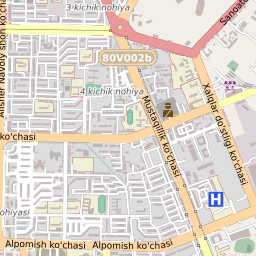 3 kichik nohiya
Sanoat
80V002b
Alisher Navoiy shoh ko'chasi
4 kichik nohiya
Mustaqillik ko'chasi
Xalqlar do'stligi ko'chasi
ko'chasi
H
nohiyasi
Alpomish ko'chasi
Alpomish ko'chasi